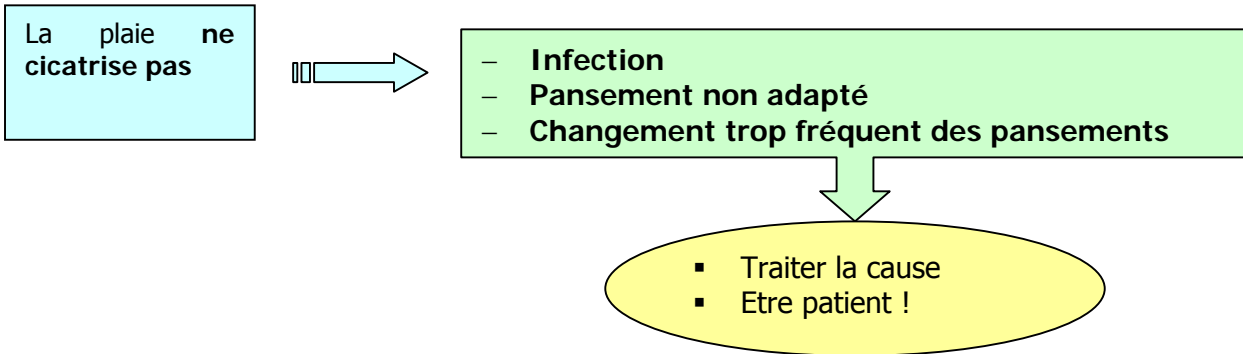 La plaie ne
cicatrise pas
– Infection
– Pansement non adapté
– Changement trop fréquent des pansements
▪ Traiter la cause
▪ Etre patient !